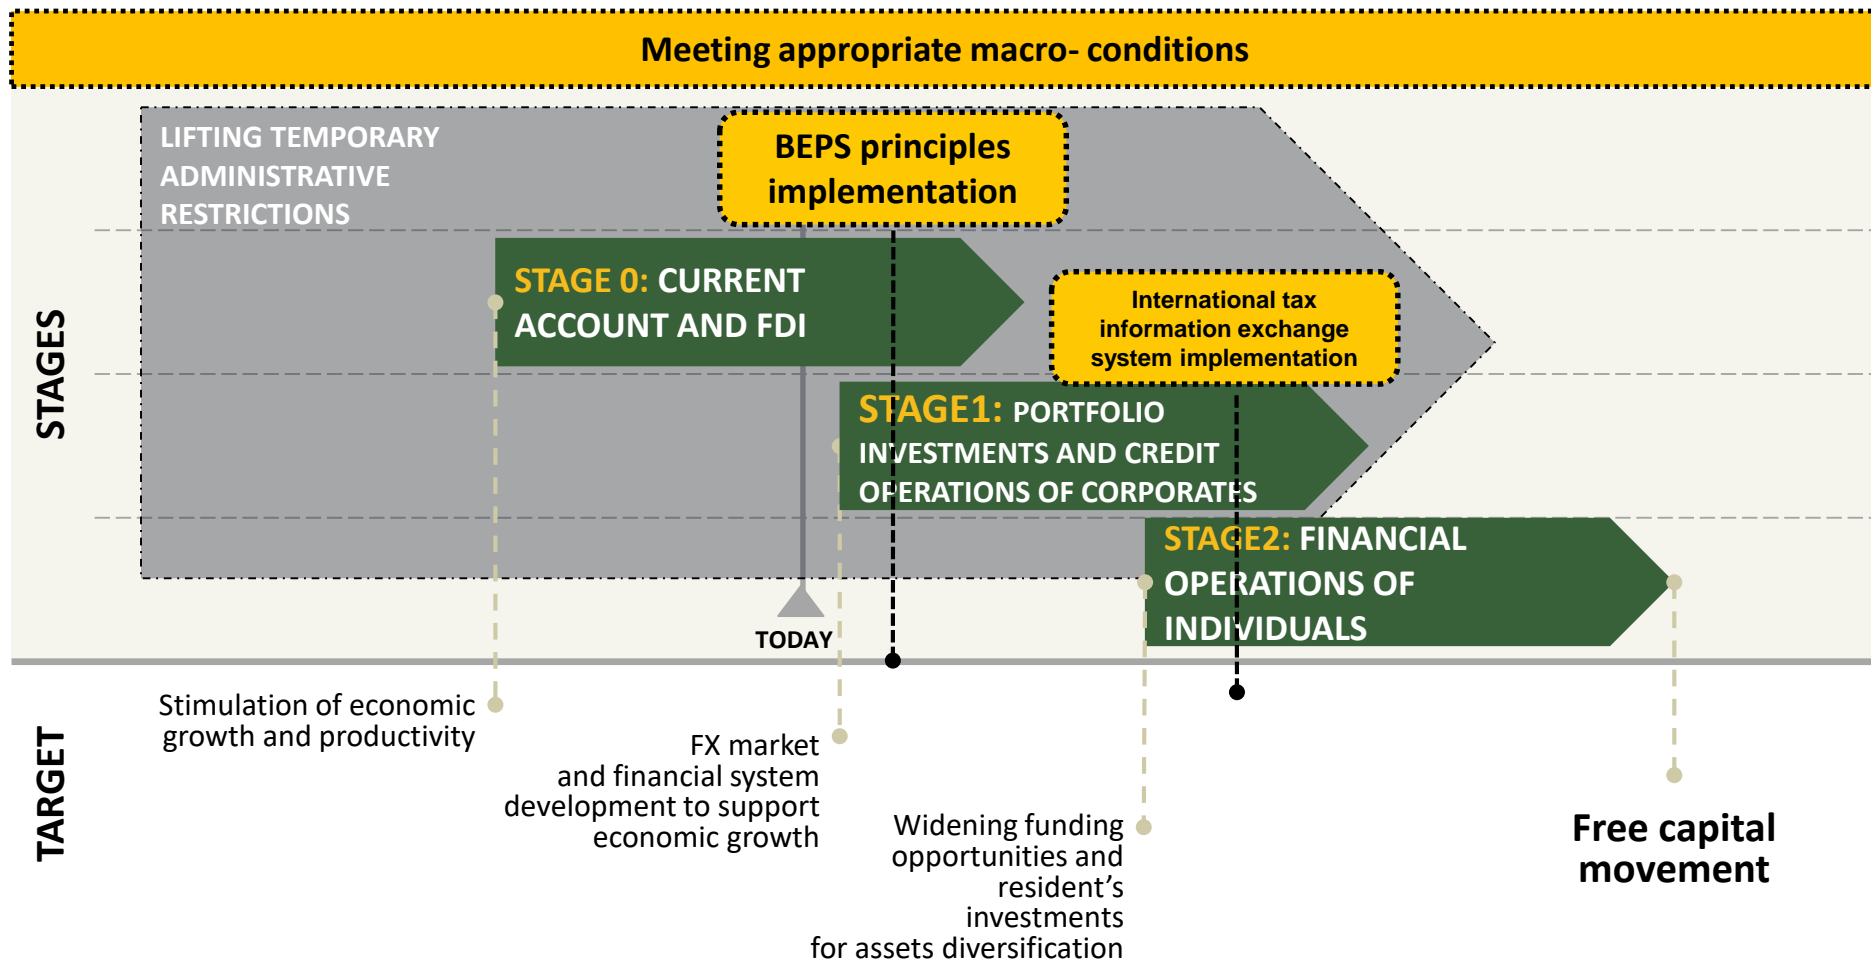 Meeting appropriate macro- conditions
LIFTING TEMPORARY
ADMINISTRATIVE
RESTRICTIONS
BEPS principles
implementation
STAGE 0: CURRENT
ACCOUNT AND FDI
International tax
information exchange
system implementation
STAGES
STAGE1: PORTFOLIO
INVESTMENTS AND CREDIT
OPERATIONS OF CORPORATES
STAGE2: FINANCIAL
OPERATIONS OF
INDIVIDUALS
TODAY
TARGET
Stimulation of economic
growth and productivity
FX market
and financial system
development to support
economic growth
Widening funding
opportunities and
resident’s
investments
for assets diversification
Free capital
movement